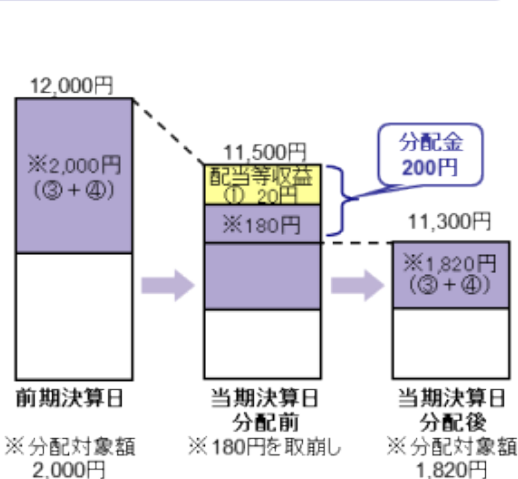 12,000円
※2,000円
(③+④)
前期決算日
※分配対象額
2,000円
11,500円
配当等収益
① 20円
※180円
当期決算日
分配前
※180円を取崩し
分配金
200円
11,300円
※1,820円
(③+④)
当期決算日
分配後
※分配対象額
1,820円